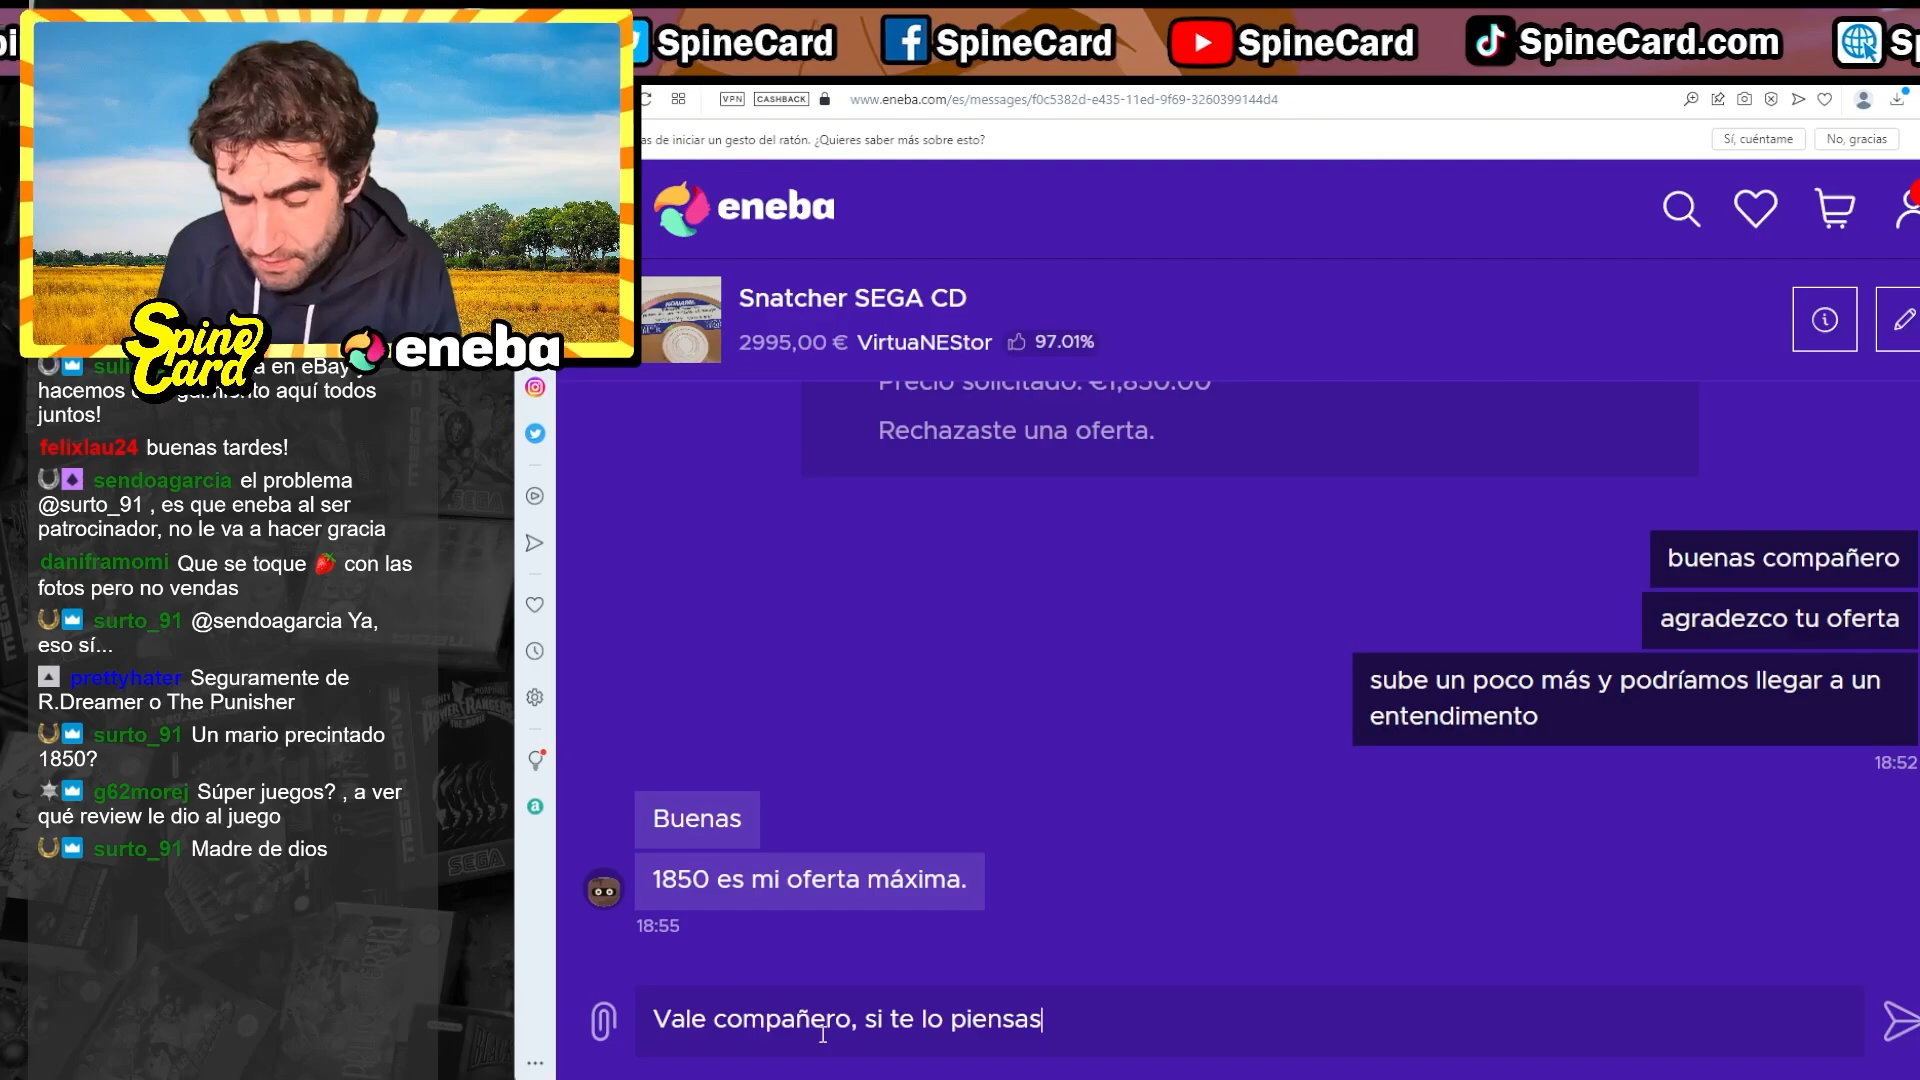 SpineCard
SpineCard
SpineCard
SpineCard.com
VPN
CASHBACK
www.eneba.com/es/messages/f0c5382d-e435-11ed-9f69-3260399144d4
as de iniciar un gesto del ratón. ¿Quieres saber más sobre esto?
Sí, cuéntame
No, gracias
eneba
Snatcher SEGA CD
2995,00 € VirtuaNEStor 97.01%
Precio solicitado: €1,850.00
Rechazaste una oferta.
buenas compañero
agradezco tu oferta
sube un poco más y podríamos llegar a un
entendimento
18:52
Buenas
1850 es mi oferta máxima.
18:55
Vale compañero, si te lo piensas
Spine
Card
eneba
en eBay y
hacemos aquí todos
juntos!
felixlau24 buenas tardes!
sendoagarcia el problema
@surto_91 , es que eneba al ser
patrocinador, no le va a hacer gracia
daniframomi Que se toque 🍓 con las
fotos pero no vendas
surto_91 @sendoagarcia Ya,
eso sí...
prettyhater Seguramente de
R.Dreamer o The Punisher
surto_91 Un mario precintado
1850?
g62morej Súper juegos? , a ver
qué review le dio al juego
surto_91 Madre de dios